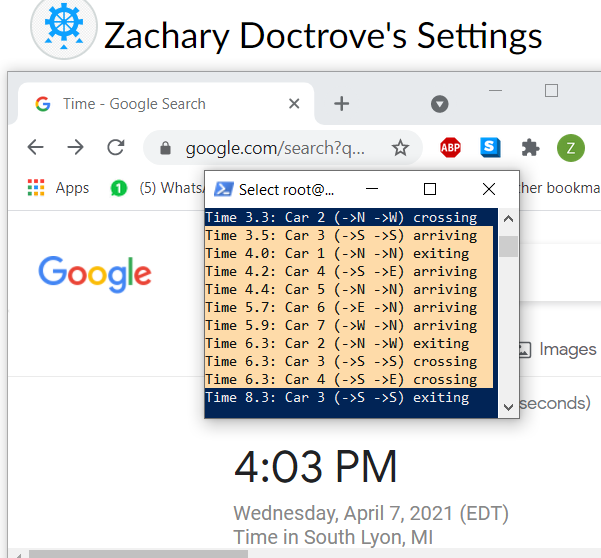 Zachary Doctrove's Settings
Time - Google Search
google.com/search?q...
ABP
S
Z
Apps
1
(5) Whats
her bookma
Select root@...
Time 3.3: Car 2 (->N ->W) crossing
Time 3.5: Car 3 (->S ->S) arriving
Time 4.0: Car 1 (->N ->N) exiting
Time 4.2: Car 4 (->S ->E) arriving
Time 4.4: Car 5 (->N ->N) arriving
Time 5.7: Car 6 (->E ->N) arriving
Time 5.9: Car 7 (->W ->N) arriving
Time 6.3: Car 2 (->N ->W) exiting
Time 6.3: Car 3 (->S ->S) crossing
Time 6.3: Car 4 (->S ->E) crossing
Time 8.3: Car 3 (->S ->S) exiting
Google
Images
seconds)
4:03 PM
Wednesday, April 7, 2021 (EDT)
Time in South Lyon, MI